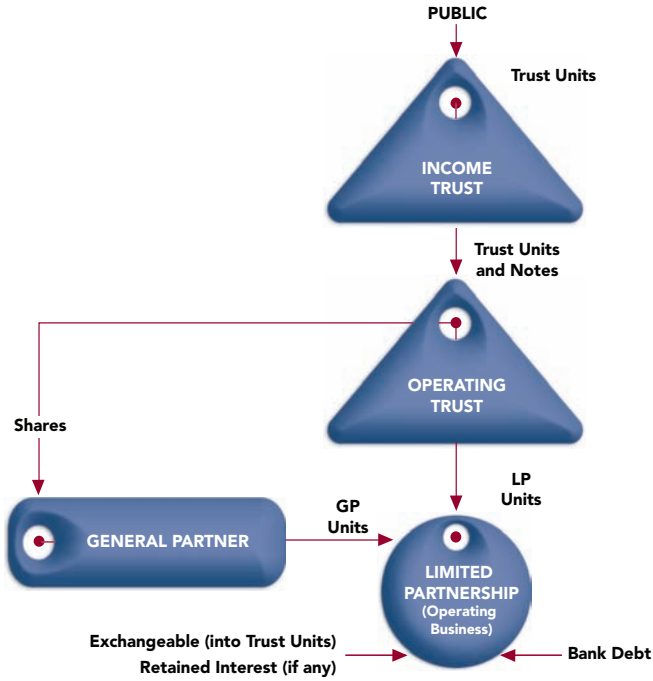 PUBLIC
Trust Units
INCOME
TRUST
Trust Units
and Notes
OPERATING
TRUST
Shares
LP
Units
GP
Units
GENERAL PARTNER
LIMITED
PARTNERSHIP
(Operating
Business)
Exchangeable (into Trust Units)
Retained Interest (if any)
Bank Debt